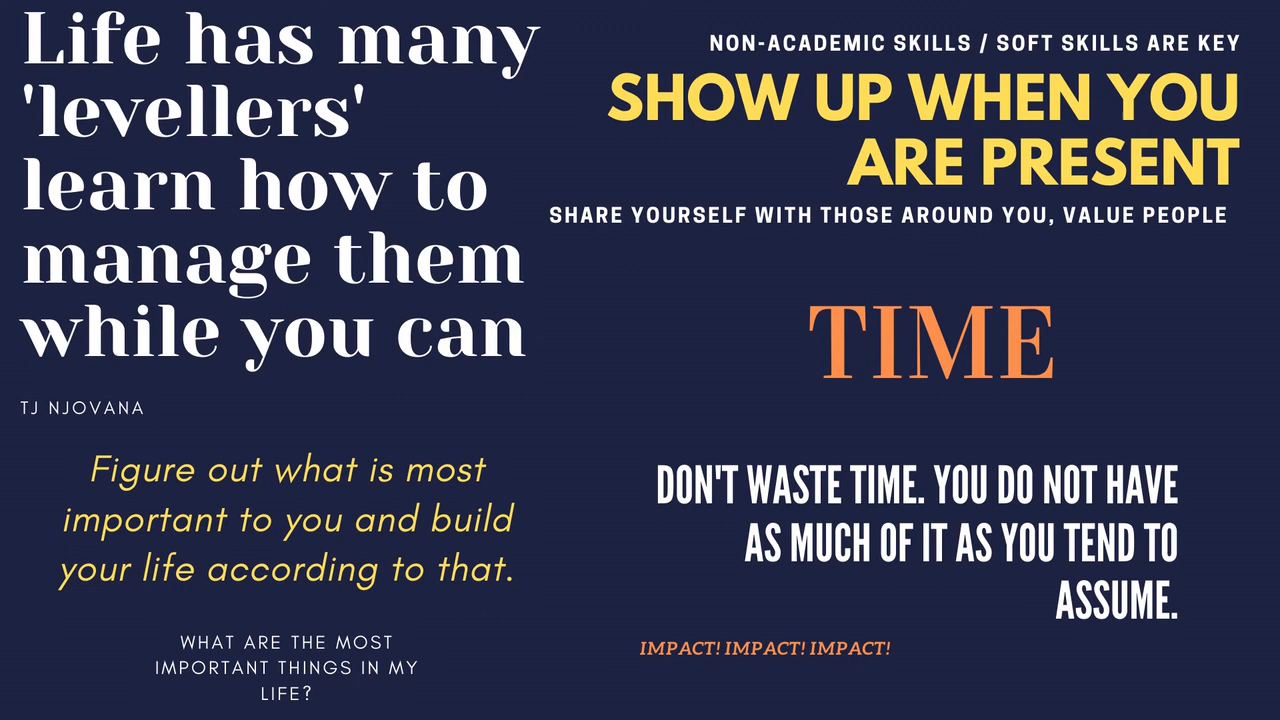 Life has many
'levellers'
learn how to
manage them
while you can
TJ NJOVANA
Figure out what is most
important to you and build
your life according to that.
WHAT ARE THE MOST
IMPORTANT THINGS IN MY
LIFE?
NON-ACADEMIC SKILLS / SOFT SKILLS ARE KEY
SHOW UP WHEN YOU
ARE PRESENT
SHARE YOURSELF WITH THOSE AROUND YOU, VALUE PEOPLE
TIME
DON'T WASTE TIME. YOU DO NOT HAVE
AS MUCH OF IT AS YOU TEND TO
ASSUME.
IMPACT! IMPACT! IMPACT!